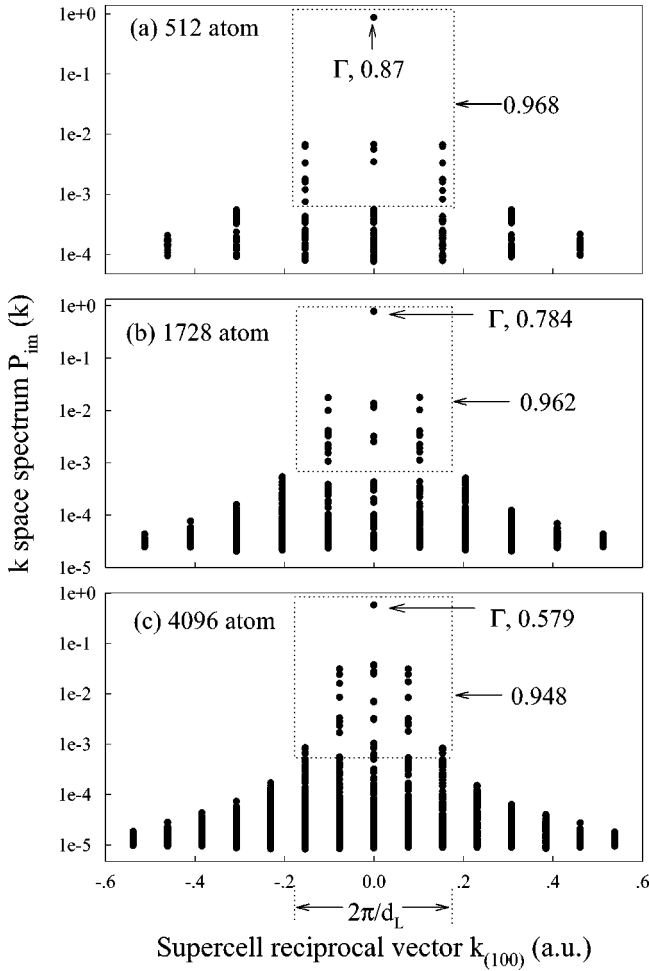 k space spectrum P_im (k)
(a) 512 atom
1e+0
1e-1
1e-2
1e-3
1e-4
Γ, 0.87
0.968
(b) 1728 atom
1e+0
1e-1
1e-2
1e-3
1e-4
1e-5
Γ, 0.784
0.962
(c) 4096 atom
1e+0
1e-1
1e-2
1e-3
1e-4
1e-5
Γ, 0.579
0.948
-.6 -.4 -.2 0.0 .2 .4 .6
2π/d_L
Supercell reciprocal vector k_(100) (a.u.)